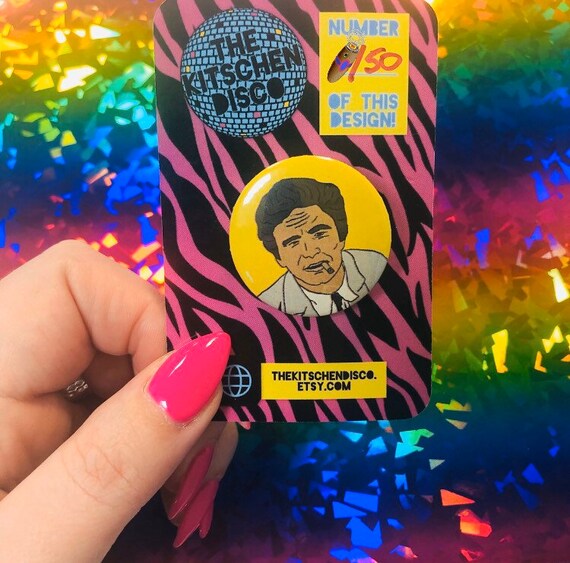 THE
KITSCHEN
DISCO
NUMBER
/50
OF THIS
DESIGN!
THEKITSCHENDISCO.
ETSY.COM